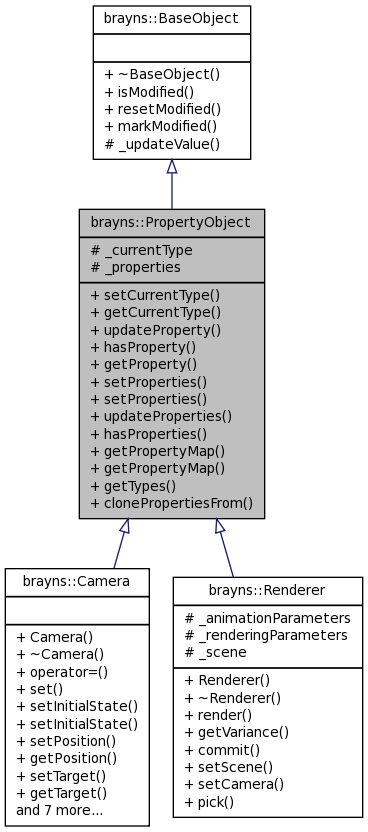 brayns::BaseObject
+ ~BaseObject()
+ isModified()
+ resetModified()
+ markModified()
# _updateValue()
brayns::PropertyObject
# _currentType
# _properties
+ setCurrentType()
+ getCurrentType()
+ updateProperty()
+ hasProperty()
+ getProperty()
+ setProperties()
+ setProperties()
+ updateProperties()
+ hasProperties()
+ getPropertyMap()
+ getPropertyMap()
+ getTypes()
+ clonePropertiesFrom()
brayns::Camera
+ Camera()
+ ~Camera()
+ operator=()
+ set()
+ setInitialState()
+ setInitialState()
+ setPosition()
+ getPosition()
+ setTarget()
+ getTarget()
and 7 more...
brayns::Renderer
# _animationParameters
# _renderingParameters
# _scene
+ Renderer()
+ ~Renderer()
+ render()
+ getVariance()
+ commit()
+ setScene()
+ setCamera()
+ pick()